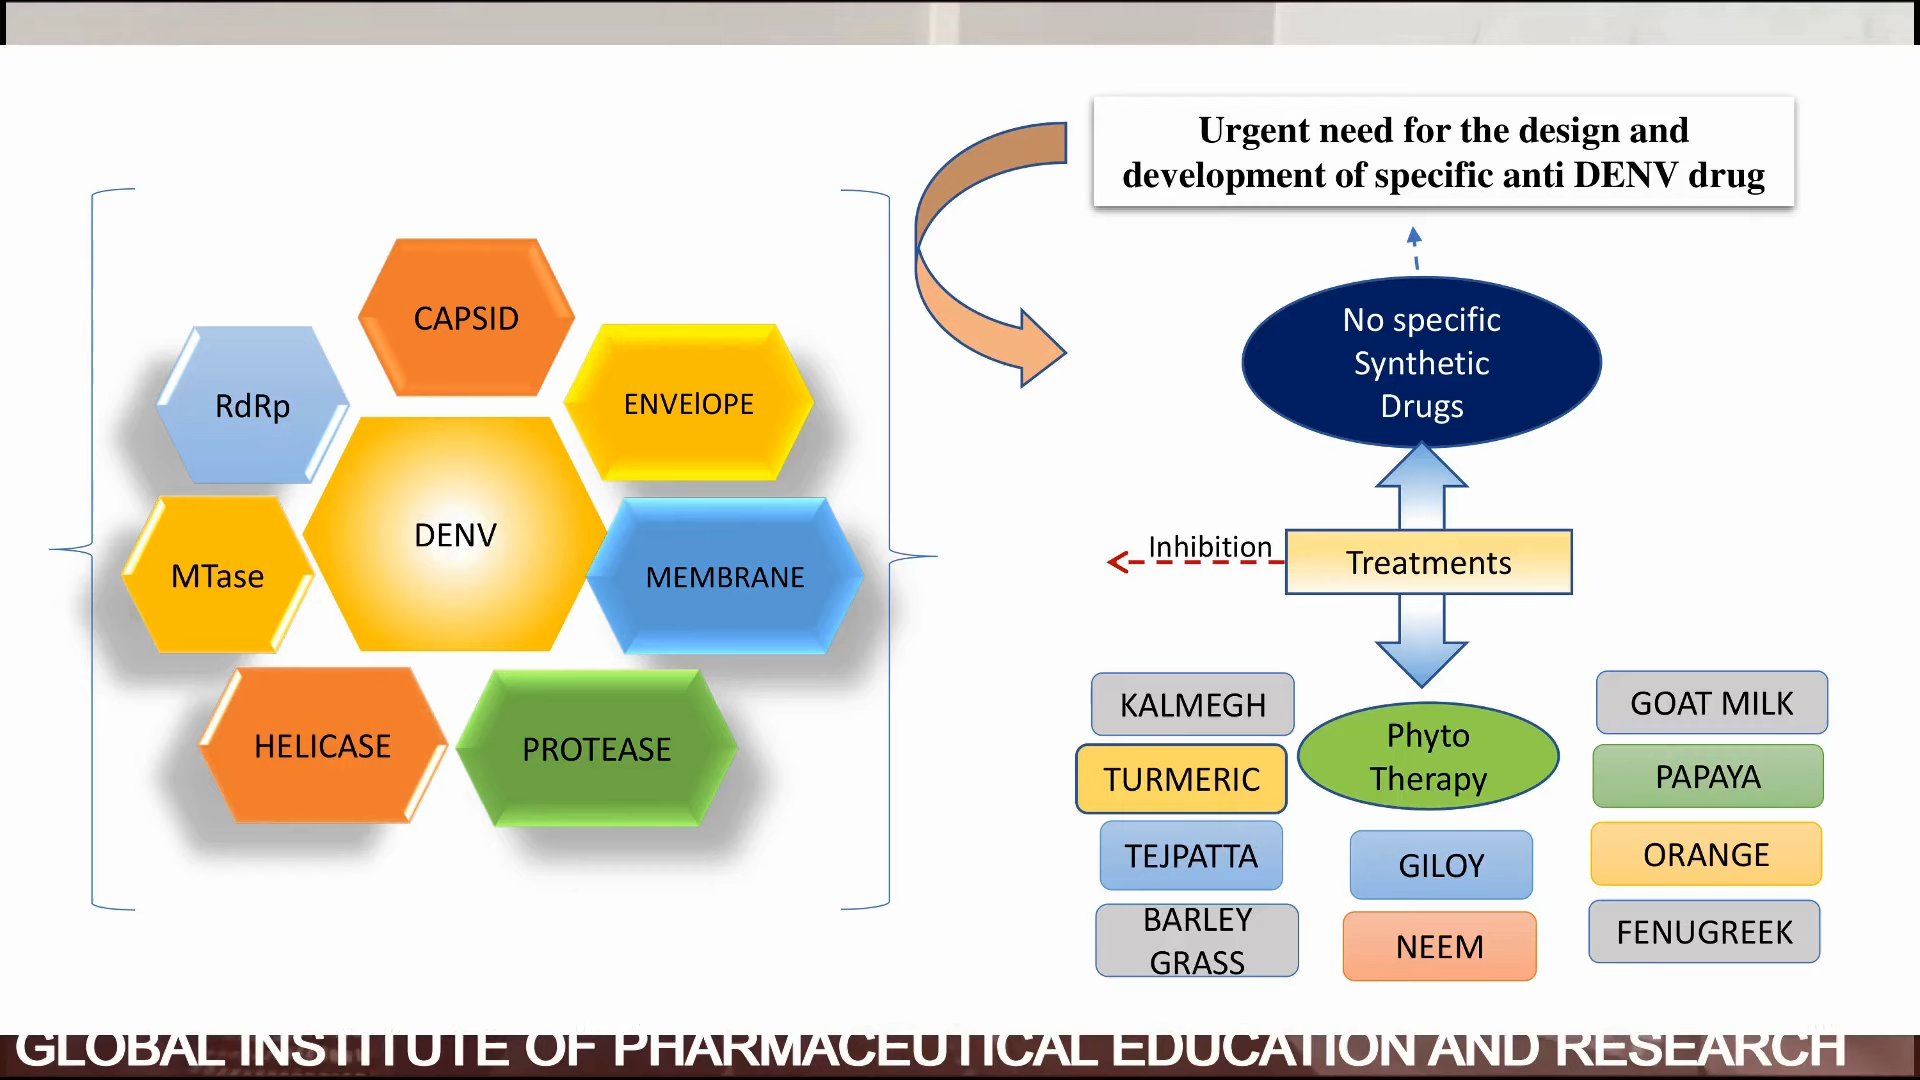 Urgent need for the design and
development of specific anti DENV drug
CAPSID
RdRp
ENVElOPE
DENV
MTase
MEMBRANE
HELICASE
PROTEASE
No specific
Synthetic
Drugs
Inhibition
Treatments
Phyto
Therapy
KALMEGH
TURMERIC
TEJPATTA
BARLEY
GRASS
GILOY
NEEM
GOAT MILK
PAPAYA
ORANGE
FENUGREEK
GLOBAL INSTITUTE OF PHARMACEUTICAL EDUCATION AND RESEARCH